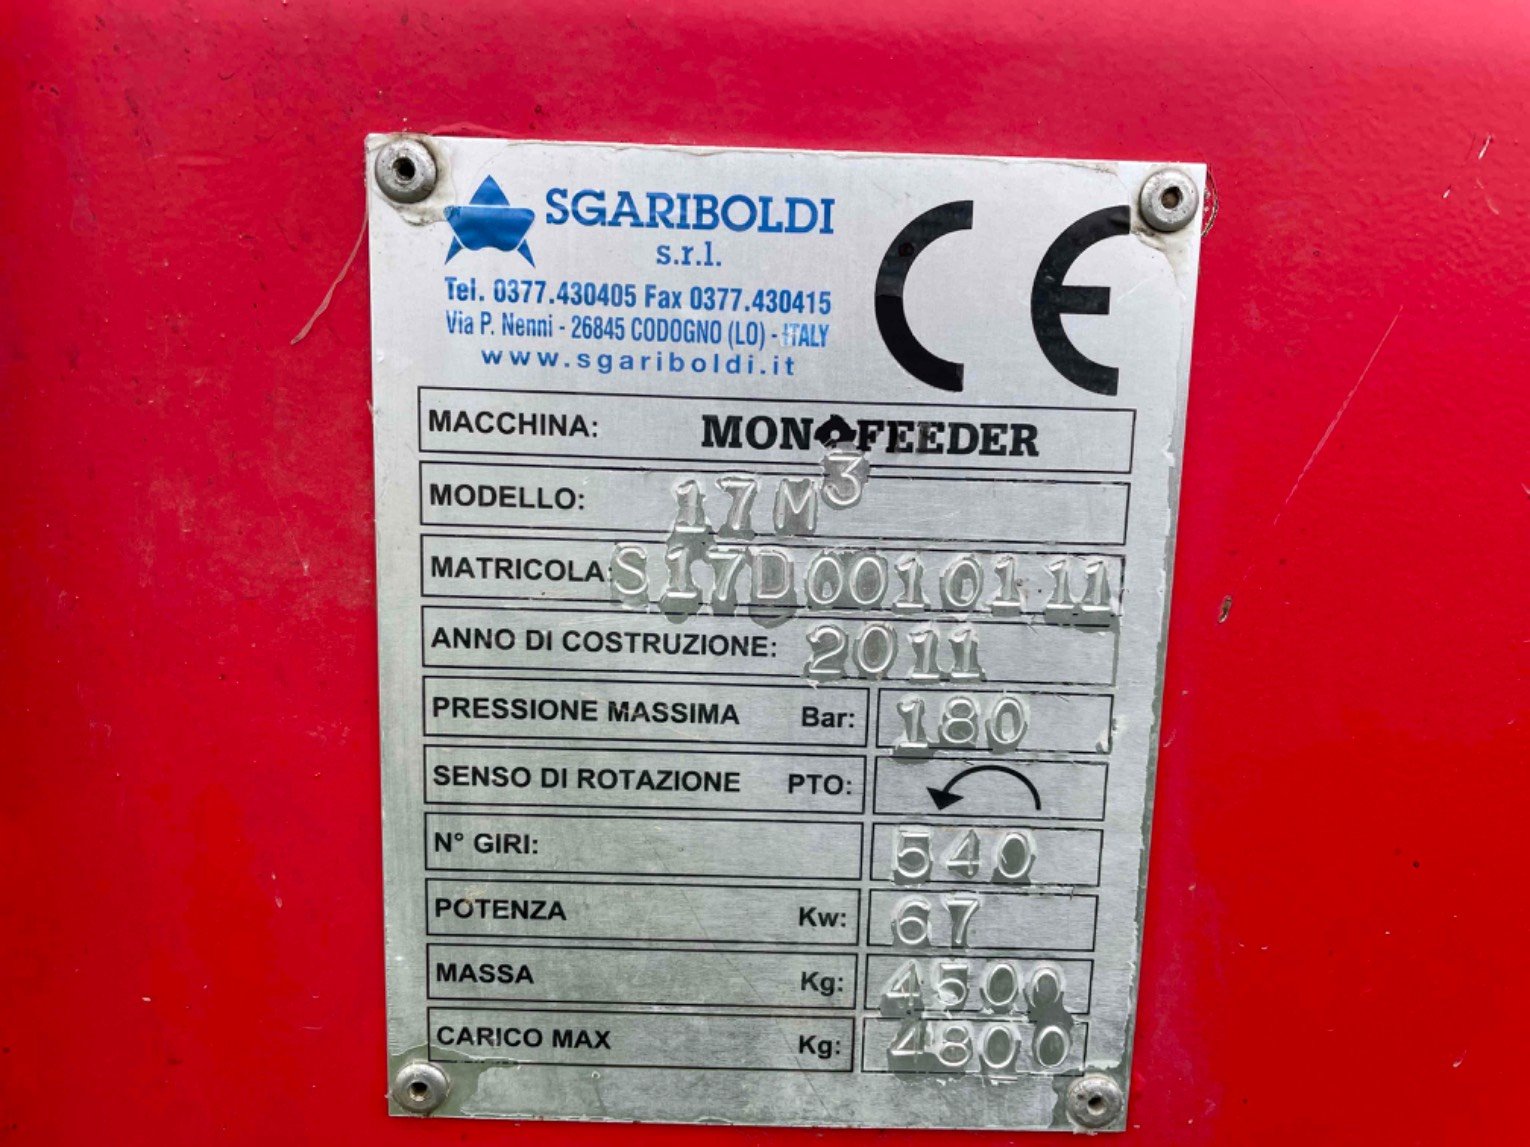 SGARIBOLDI
s.r.l.
Tel. 0377.430405 Fax 0377.430415
Via P. Nenni - 26845 CODOGNO (LO) - ITALY
www.sgariboldi.it
CE
MACCHINA: MONOFEEDER
MODELLO: 17M³
MATRICOLA: S17D0010111
ANNO DI COSTRUZIONE: 2011
PRESSIONE MASSIMA Bar: 180
SENSO DI ROTAZIONE PTO:
N° GIRI: 540
POTENZA Kw: 67
MASSA Kg: 4500
CARICO MAX Kg: 4800